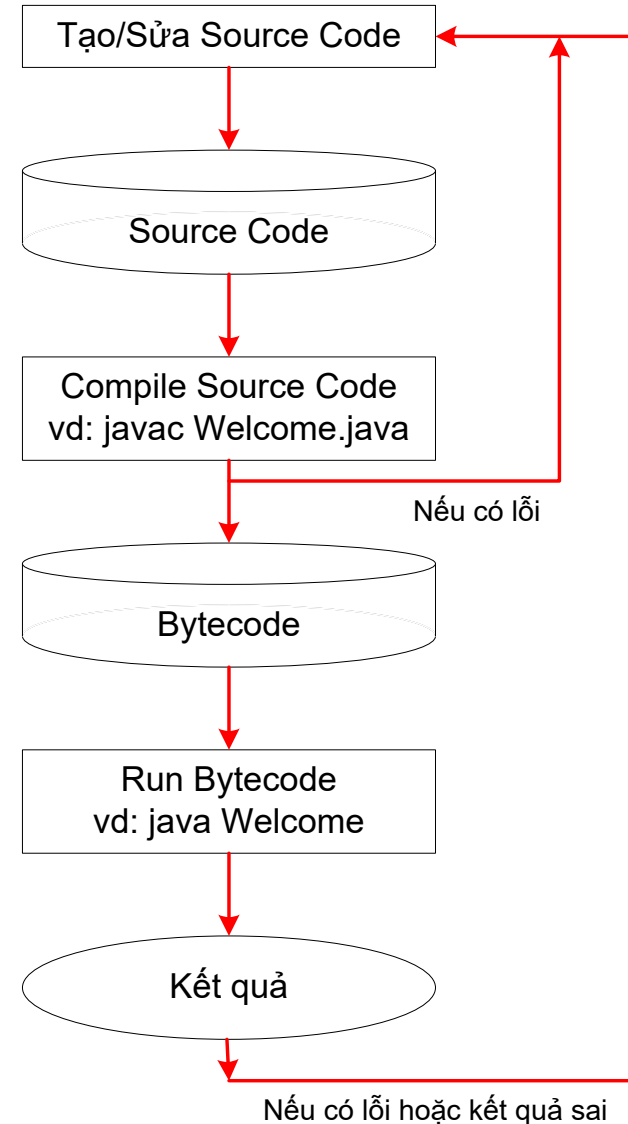 Tạo/Sửa Source Code
Source Code
Compile Source Code
vd: javac Welcome.java
Nếu có lỗi
Bytecode
Run Bytecode
vd: java Welcome
Kết quả
Nếu có lỗi hoặc kết quả sai